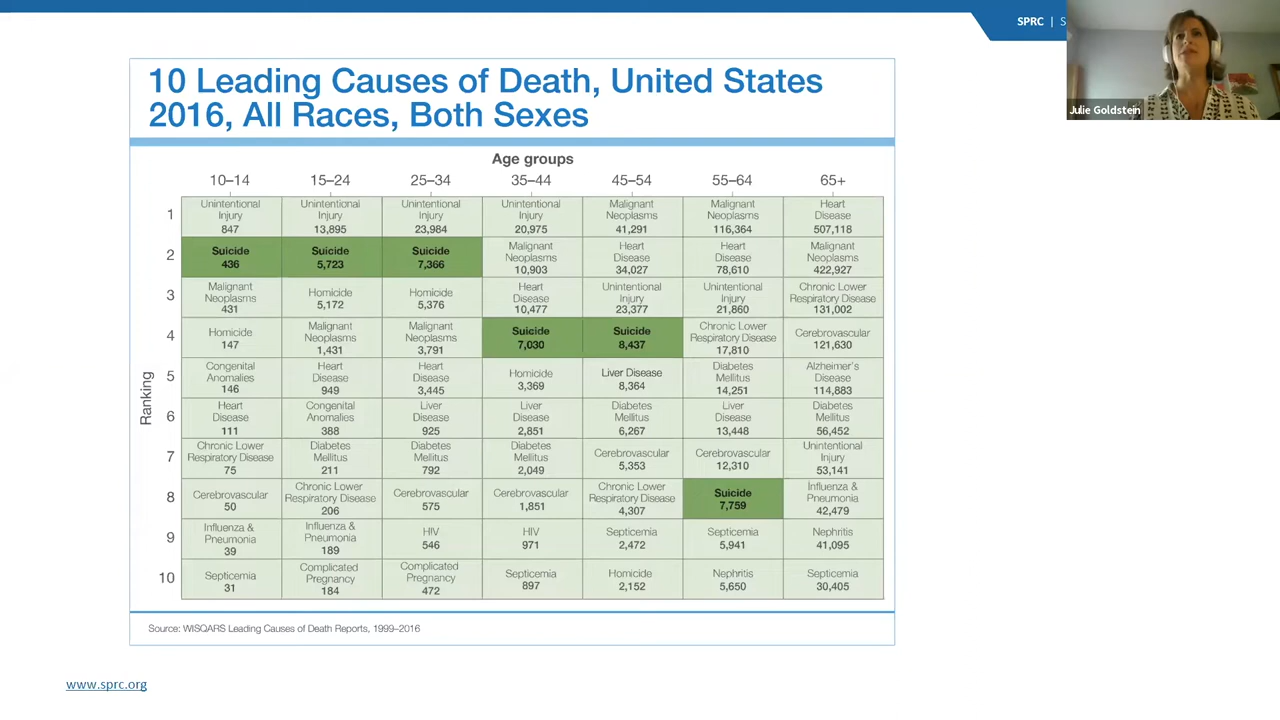 SPRC | S
Julie Goldstein
10 Leading Causes of Death, United States
2016, All Races, Both Sexes
Age groups
10–14 15–24 25–34 35–44 45–54 55–64 65+
Ranking
1
Unintentional
Injury
847
Unintentional
Injury
13,895
Unintentional
Injury
23,984
Unintentional
Injury
20,975
Malignant
Neoplasms
41,291
Malignant
Neoplasms
116,364
Heart
Disease
507,118
2
Suicide
436
Suicide
5,723
Suicide
7,366
Malignant
Neoplasms
10,903
Heart
Disease
34,027
Heart
Disease
78,610
Malignant
Neoplasms
422,927
3
Malignant
Neoplasms
431
Homicide
5,172
Homicide
5,376
Heart
Disease
10,477
Unintentional
Injury
23,377
Unintentional
Injury
21,860
Chronic Lower
Respiratory Disease
131,002
4
Homicide
147
Malignant
Neoplasms
1,431
Malignant
Neoplasms
3,791
Suicide
7,030
Suicide
8,437
Chronic Lower
Respiratory Disease
17,810
Cerebrovascular
121,630
5
Congenital
Anomalies
146
Heart
Disease
949
Heart
Disease
3,445
Homicide
3,369
Liver Disease
8,364
Diabetes
Mellitus
14,251
Alzheimer's
Disease
114,883
6
Heart
Disease
111
Congenital
Anomalies
388
Liver
Disease
925
Liver
Disease
2,851
Diabetes
Mellitus
6,267
Liver
Disease
13,448
Diabetes
Mellitus
56,452
7
Chronic Lower
Respiratory Disease
75
Diabetes
Mellitus
211
Diabetes
Mellitus
792
Diabetes
Mellitus
2,049
Cerebrovascular
5,353
Cerebrovascular
12,310
Unintentional
Injury
53,141
8
Cerebrovascular
50
Chronic Lower
Respiratory Disease
206
Cerebrovascular
575
Cerebrovascular
1,851
Chronic Lower
Respiratory Disease
4,307
Suicide
7,759
Influenza &
Pneumonia
42,479
9
Influenza &
Pneumonia
39
Influenza &
Pneumonia
189
HIV
546
HIV
971
Septicemia
2,472
Septicemia
5,941
Nephritis
41,095
10
Septicemia
31
Complicated
Pregnancy
184
Complicated
Pregnancy
472
Septicemia
897
Homicide
2,152
Nephritis
5,650
Septicemia
30,405
Source: WISQARS Leading Causes of Death Reports, 1999–2016
www.sprc.org